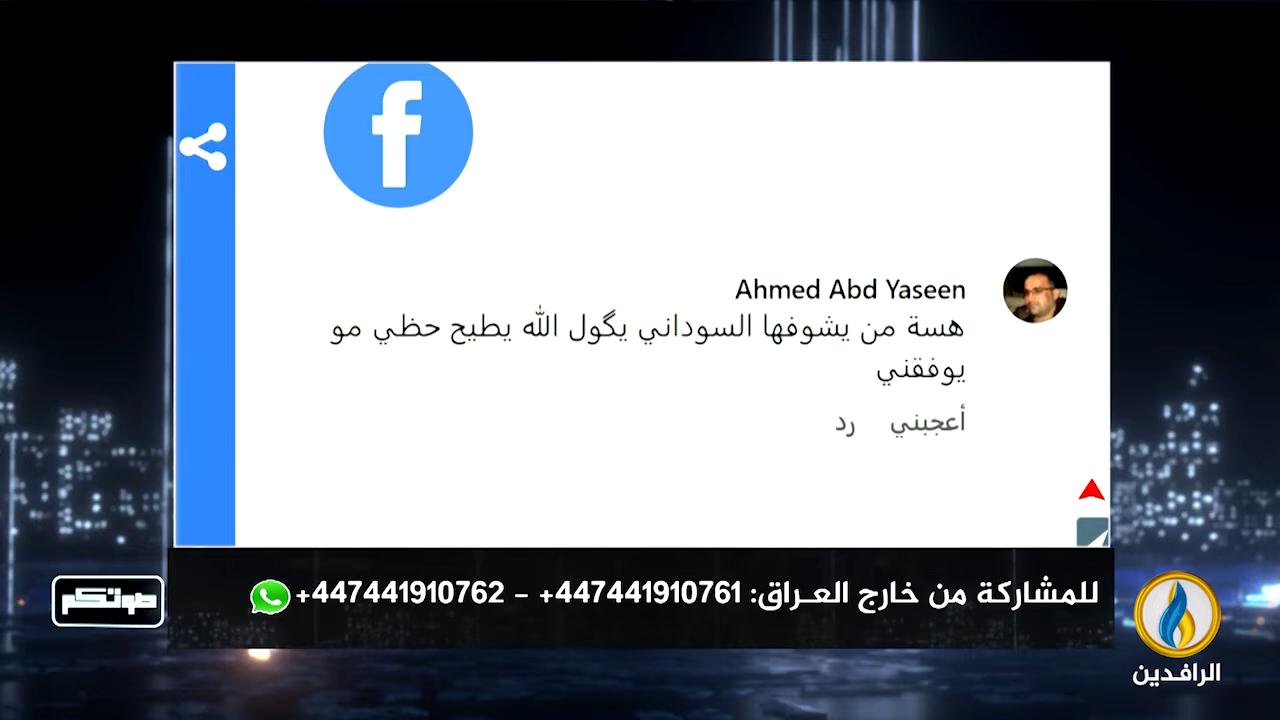 Ahmed Abd Yaseen
هسة من يشوفها السوداني يگول الله يطيح حظي مو
يوفقني
أعجبني رد
للمشاركة من خارج العراق: 447441910761+ - 447441910762+
صوتكم
الرافدين